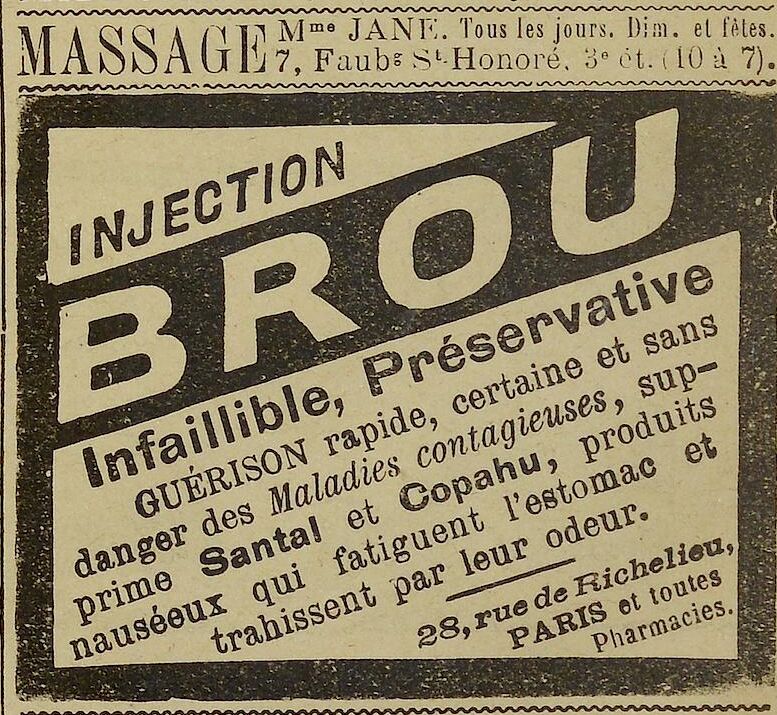 MASSAGE Mme JANE. Tous les jours. Dim. et fêtes.
7, Faubg St-Honoré, 3e ét. (10 à 7).
INJECTION
BROU
Infaillible, Préservative
GUÉRISON rapide, certaine et sans
danger des Maladies contagieuses, sup-
prime Santal et Copahu, produits
nauséeux qui fatiguent l'estomac et
trahissent par leur odeur.
28, rue de Richelieu,
PARIS et toutes
Pharmacies.